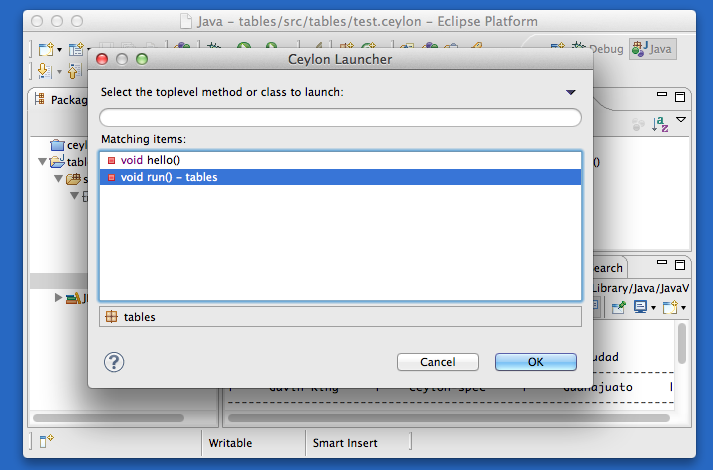 Java – tables/src/tables/test.ceylon – Eclipse Platform
Debug
Java
Ceylon Launcher
Packag
Select the toplevel method or class to launch:
Matching items:
ceyl
void hello()
tabl
void run() – tables
s
()
earch
Library/Java/JavaV
tables
Cancel
OK
udad
Gavin King | Ceylon spec | Guanajuato |
Writable
Smart Insert